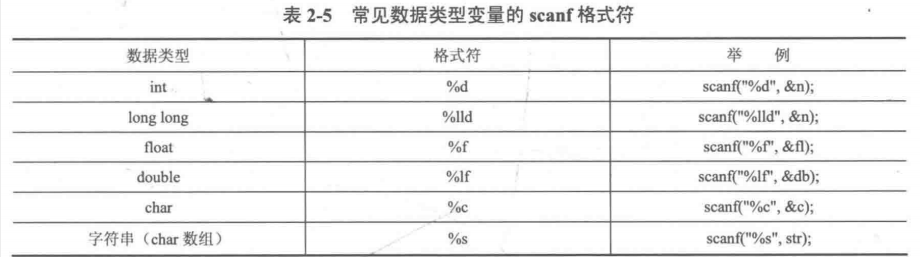 表 2-5 常见数据类型变量的 scanf 格式符
数据类型 格式符 举 例
int %d scanf("%d", &n);
long long %lld scanf("%lld", &n);
float %f scanf("%f", &fl);
double %lf scanf("%lf", &db);
char %c scanf("%c", &c);
字符串（char 数组） %s scanf("%s", str);